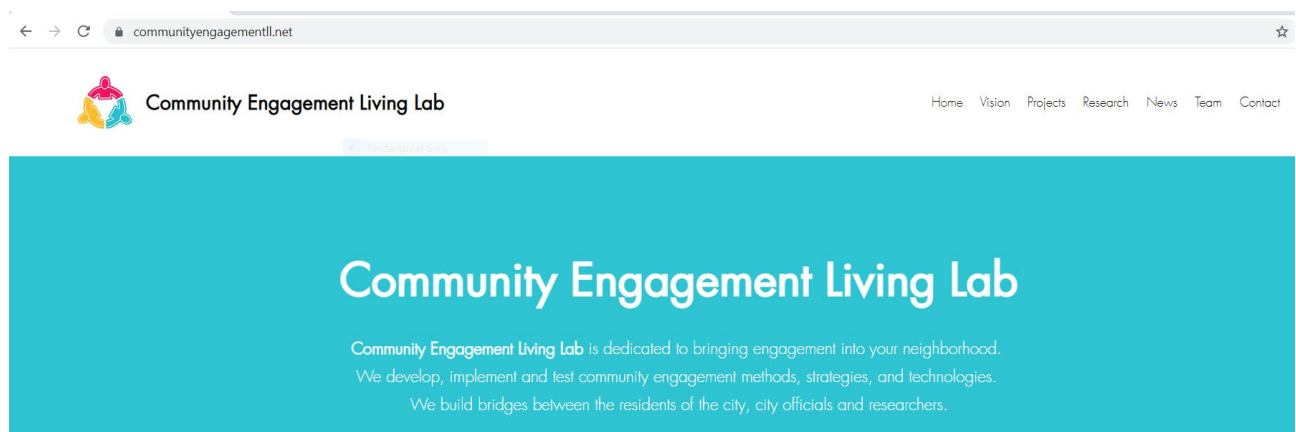 communityengagementll.net
Community Engagement Living Lab
Home Vision Projects Research News Team Contact
Rectangular Snip
Community Engagement Living Lab
Community Engagement Living Lab is dedicated to bringing engagement into your neighborhood.
We develop, implement and test community engagement methods, strategies, and technologies.
We build bridges between the residents of the city, city officials and researchers.